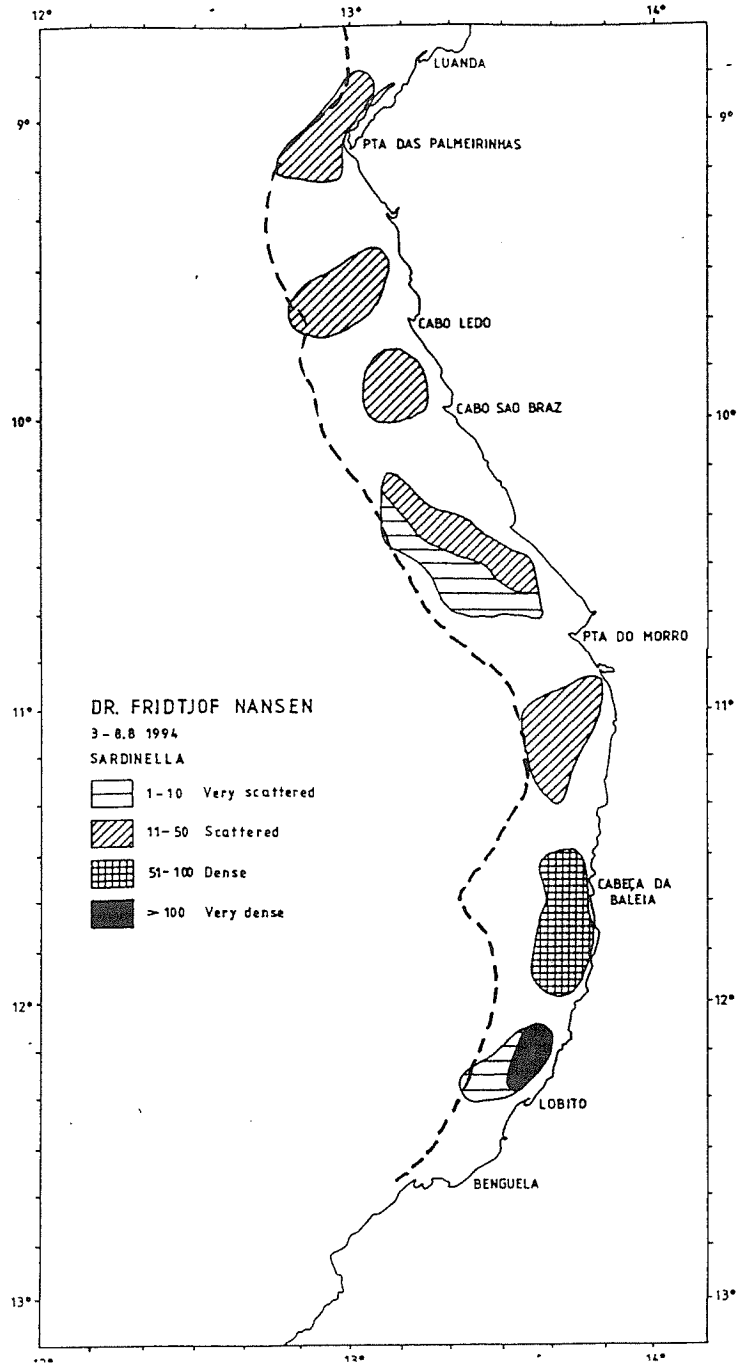 12° 13° 14°
LUANDA
9° 9°
PTA DAS PALMEIRINHAS
CABO LEDO
CABO SAO BRAZ
10° 10°
PTA DO MORRO
11° 11°
DR. FRIDTJOF NANSEN
3-8.8 1994
SARDINELLA
1-10 Very scattered
11-50 Scattered
51-100 Dense
> 100 Very dense
CABEÇA DA
BALEIA
12° 12°
LOBITO
BENGUELA
13° 13°
12° 13° 14°